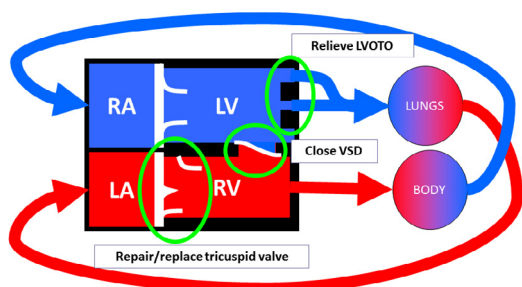 Relieve LVOTO
RA
LV
LUNGS
Close VSD
LA
RV
BODY
Repair/replace tricuspid valve